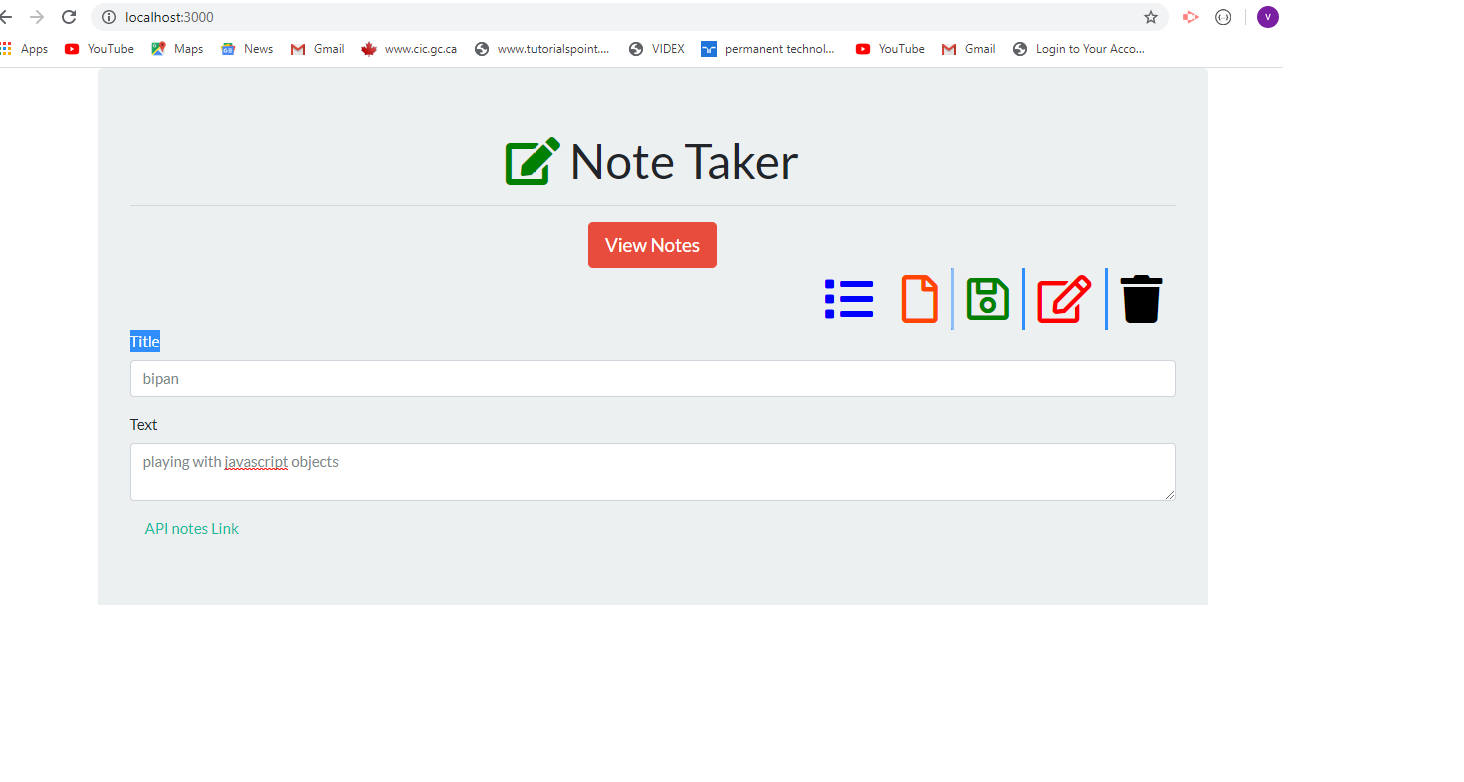 localhost:3000
V
Apps YouTube Maps News Gmail www.cic.gc.ca www.tutorialspoint.... VIDEX permanent technol... YouTube Gmail Login to Your Acco...
Note Taker
View Notes
Title
bipan
Text
playing with javascript objects
API notes Link